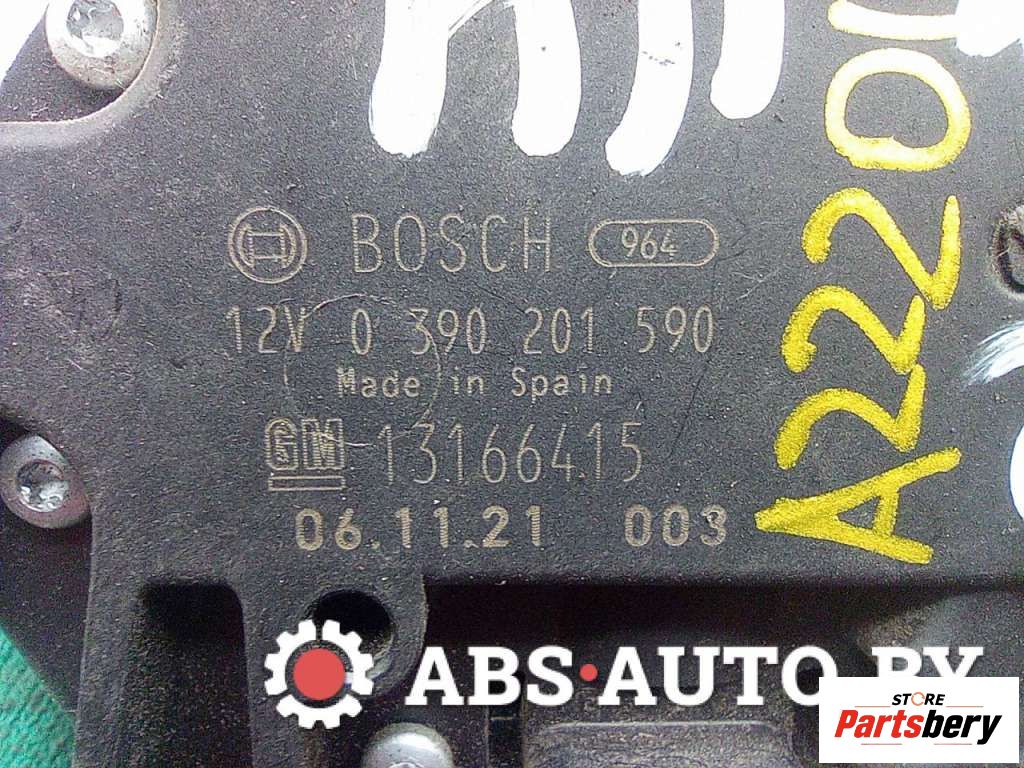 BOSCH 964
12V 0 390 201 590
Made in Spain
GM 13166415
06.11.21 003
A2201
ABS·AUTO.BY
STORE
Partsbery